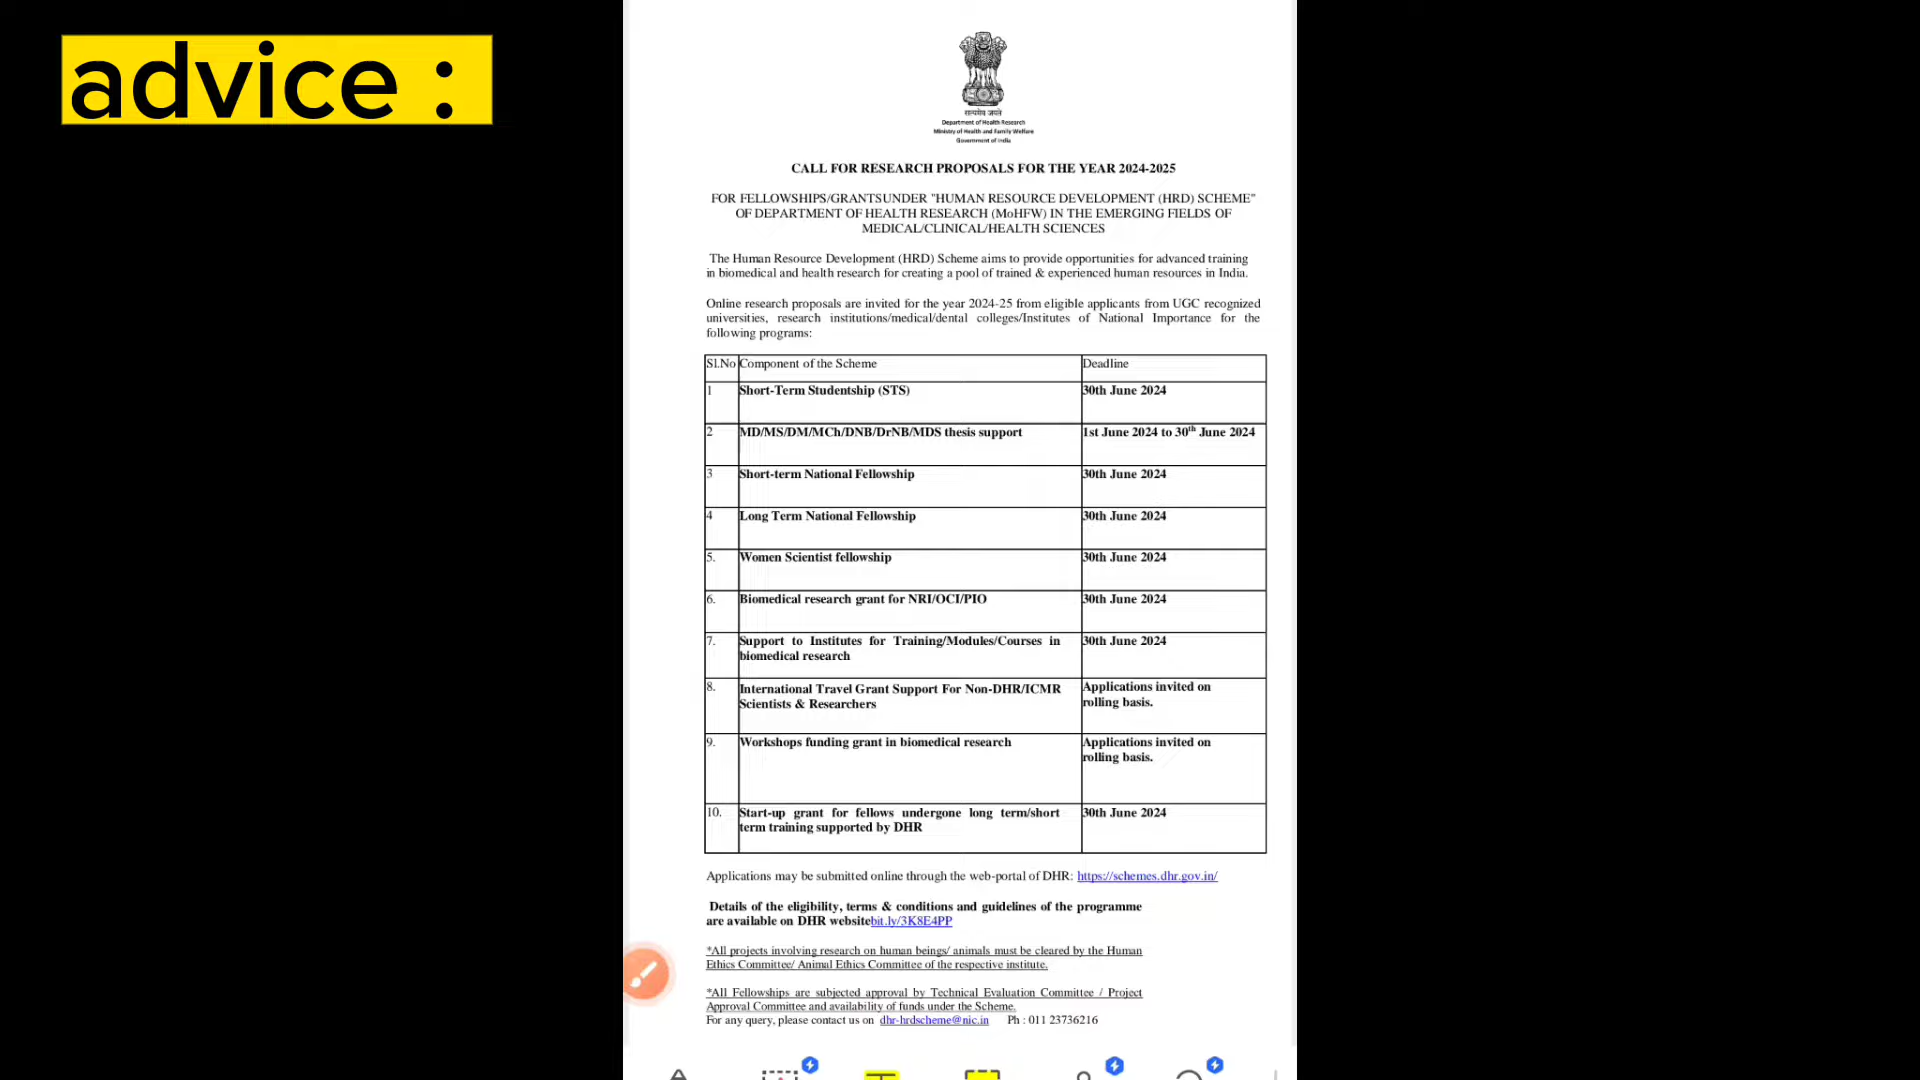 advice :
सत्यमेव जयते
Department of Health Research
Ministry of Health and Family Welfare
Government of India
CALL FOR RESEARCH PROPOSALS FOR THE YEAR 2024-2025
FOR FELLOWSHIPS/GRANTSUNDER "HUMAN RESOURCE DEVELOPMENT (HRD) SCHEME"
OF DEPARTMENT OF HEALTH RESEARCH (MoHFW) IN THE EMERGING FIELDS OF
MEDICAL/CLINICAL/HEALTH SCIENCES
The Human Resource Development (HRD) Scheme aims to provide opportunities for advanced training
in biomedical and health research for creating a pool of trained & experienced human resources in India.
Online research proposals are invited for the year 2024-25 from eligible applicants from UGC recognized
universities, research institutions/medical/dental colleges/Institutes of National Importance for the
following programs:
Sl.No Component of the Scheme Deadline
1 Short-Term Studentship (STS) 30th June 2024
2 MD/MS/DM/MCh/DNB/DrNB/MDS thesis support 1st June 2024 to 30th June 2024
3 Short-term National Fellowship 30th June 2024
4 Long Term National Fellowship 30th June 2024
5. Women Scientist fellowship 30th June 2024
6. Biomedical research grant for NRI/OCI/PIO 30th June 2024
7. Support to Institutes for Training/Modules/Courses in 30th June 2024
biomedical research
8. International Travel Grant Support For Non-DHR/ICMR Applications invited on
Scientists & Researchers rolling basis.
9. Workshops funding grant in biomedical research Applications invited on
rolling basis.
10. Start-up grant for fellows undergone long term/short 30th June 2024
term training supported by DHR
Applications may be submitted online through the web-portal of DHR: https://schemes.dhr.gov.in/
Details of the eligibility, terms & conditions and guidelines of the programme
are available on DHR websitebit.ly/3K8E4PP
*All projects involving research on human beings/ animals must be cleared by the Human
Ethics Committee/ Animal Ethics Committee of the respective institute.
*All Fellowships are subjected approval by Technical Evaluation Committee / Project
Approval Committee and availability of funds under the Scheme.
For any query, please contact us on dhr-hrdscheme@nic.in Ph : 011 23736216